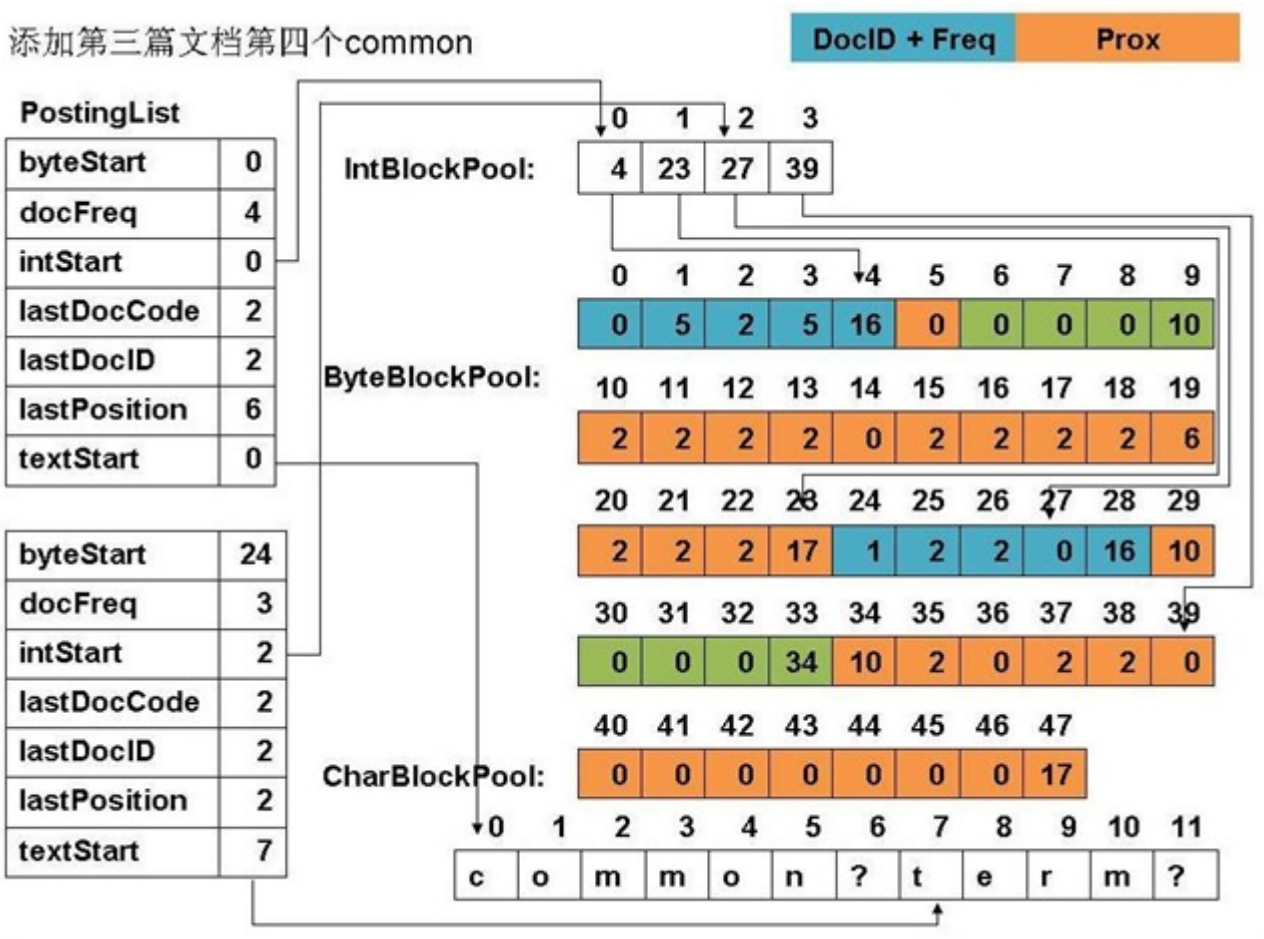 添加第三篇文档第四个common
DocID + Freq Prox
PostingList
byteStart 0
docFreq 4
intStart 0
lastDocCode 2
lastDocID 2
lastPosition 6
textStart 0
byteStart 24
docFreq 3
intStart 2
lastDocCode 2
lastDocID 2
lastPosition 2
textStart 7
0 1 2 3
IntBlockPool: 4 23 27 39
0 1 2 3 4 5 6 7 8 9
0 5 2 5 16 0 0 0 0 10
ByteBlockPool:
10 11 12 13 14 15 16 17 18 19
2 2 2 2 0 2 2 2 2 6
20 21 22 23 24 25 26 27 28 29
2 2 2 17 1 2 2 0 16 10
30 31 32 33 34 35 36 37 38 39
0 0 0 34 10 2 0 2 2 0
40 41 42 43 44 45 46 47
0 0 0 0 0 0 0 17
CharBlockPool:
0 1 2 3 4 5 6 7 8 9 10 11
c o m m o n ? t e r m ?